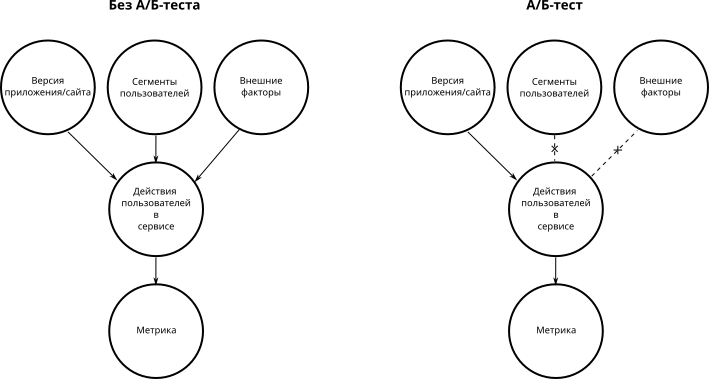 Без А/Б-теста
Версия
приложения/сайта
Сегменты
пользователей
Внешние
факторы
Действия
пользователей
в
сервисе
Метрика
А/Б-тест
Версия
приложения/сайта
Сегменты
пользователей
Внешние
факторы
Действия
пользователей
в
сервисе
Метрика